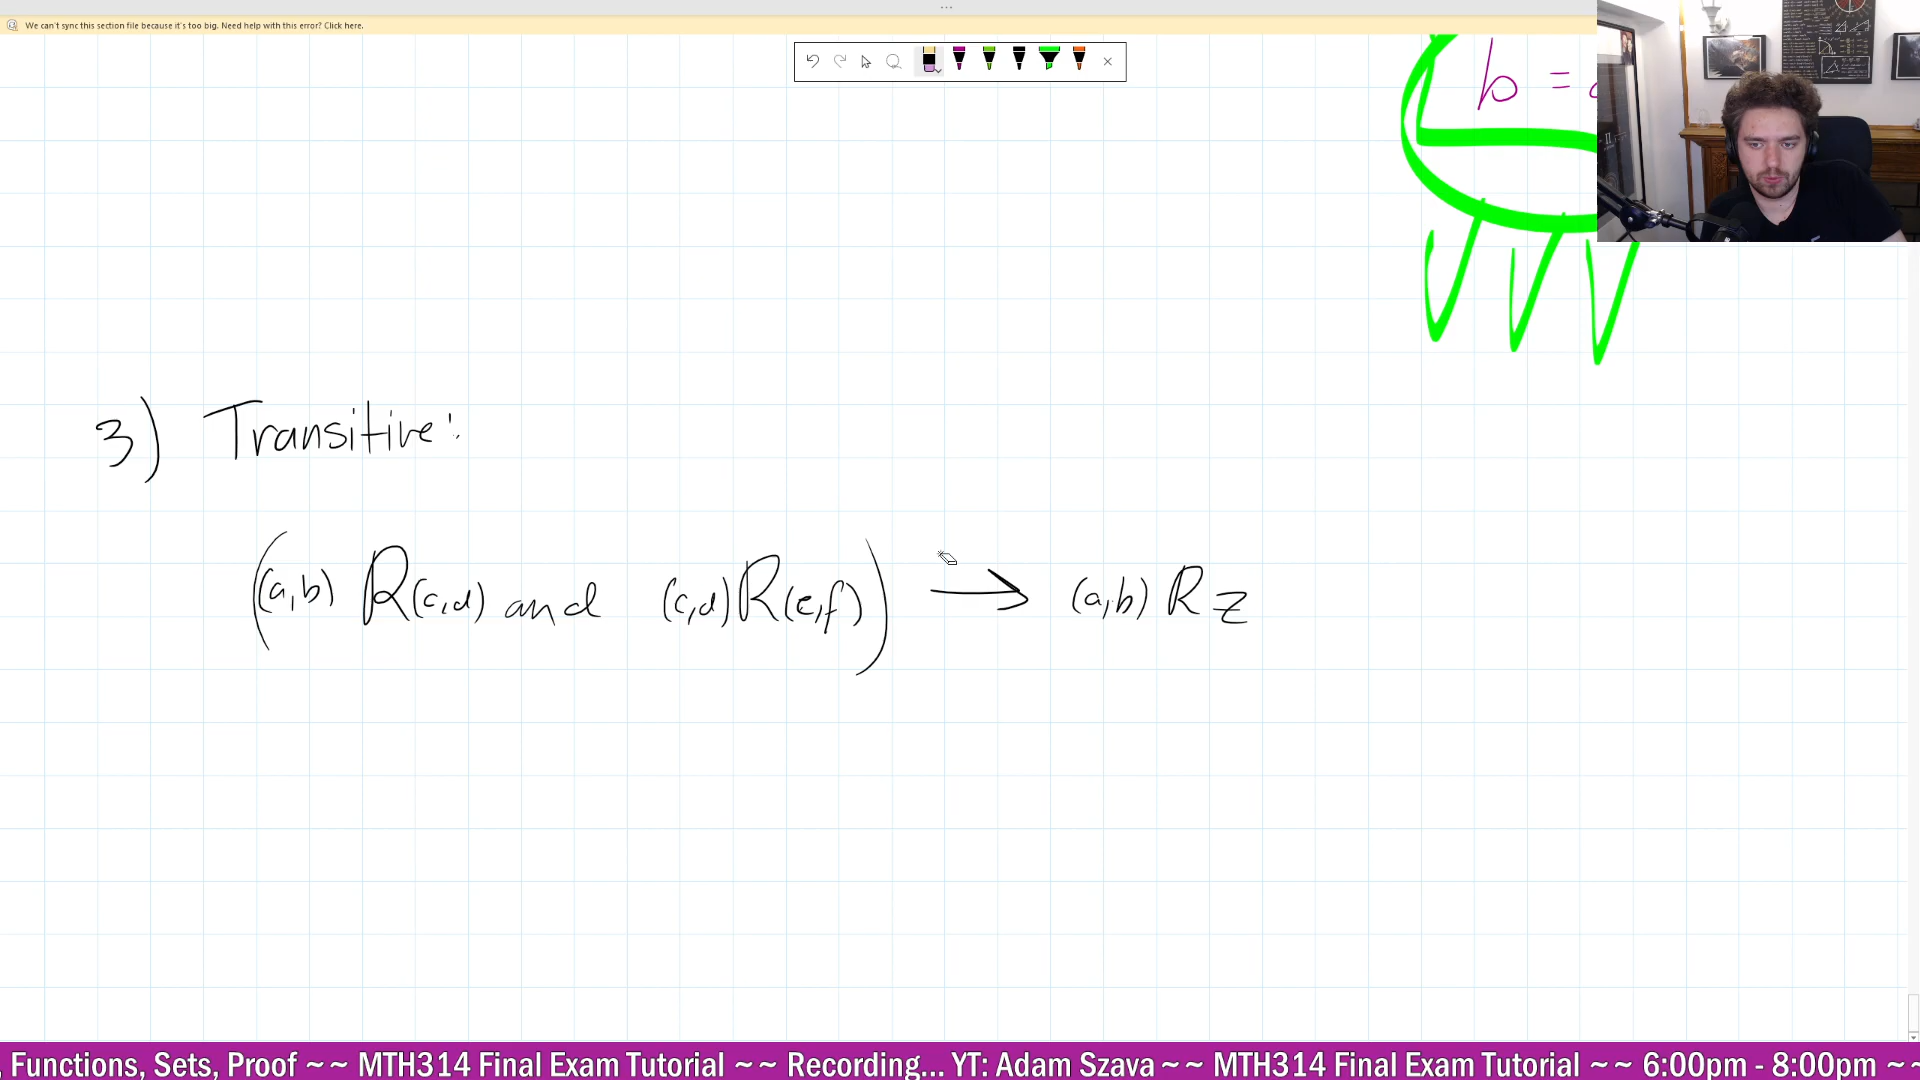 We can't sync this section file because it's too big. Need help with this error? Click here.
b =
3) Transitive:
((a,b) R (c,d) and (c,d) R (e,f)) → (a,b) R z
. Functions, Sets, Proof ~~ MTH314 Final Exam Tutorial ~~ Recording... YT: Adam Szava ~~ MTH314 Final Exam Tutorial ~~ 6:00pm - 8:00pm ~~